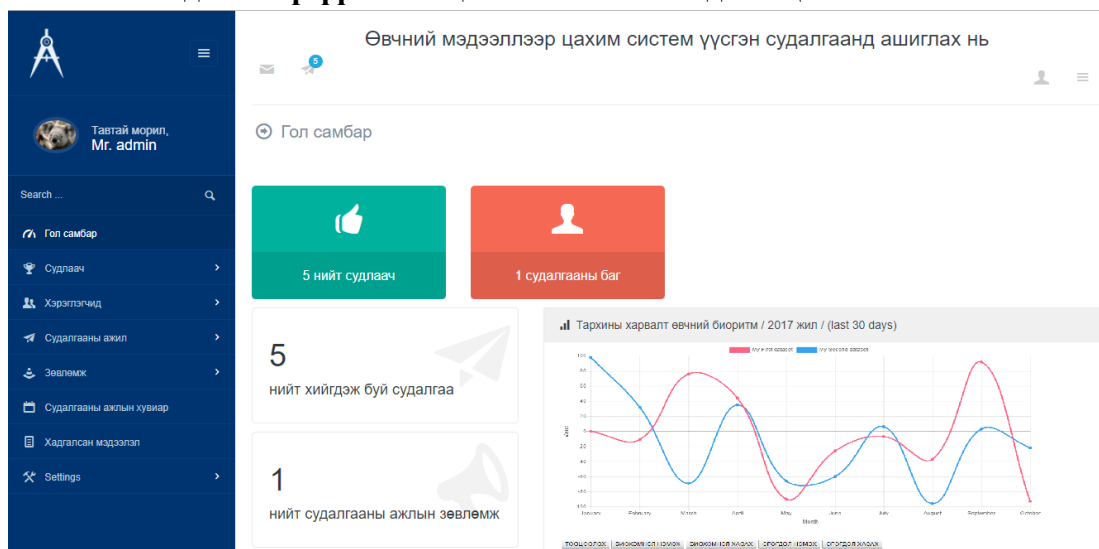 Өвчний мэдээллээр цахим систем үүсгэн судалгаанд ашиглах нь
5
Тавтай морил,
Mr. admin
Гол самбар
Search ...
Гол самбар
Судлаач
Хэрэглэгчид
Судалгааны ажил
Зөвлөмж
Судалгааны ажлын хувиар
Хадгалсан мэдээлэл
Settings
5 нийт судлаач
1 судалгааны баг
5
нийт хийгдэж буй судалгаа
1
нийт судалгааны ажлын зөвлөмж
Тархины харвалт өвчний биоритм / 2017 жил / (last 30 days)
January February March April May June July August September October
Month